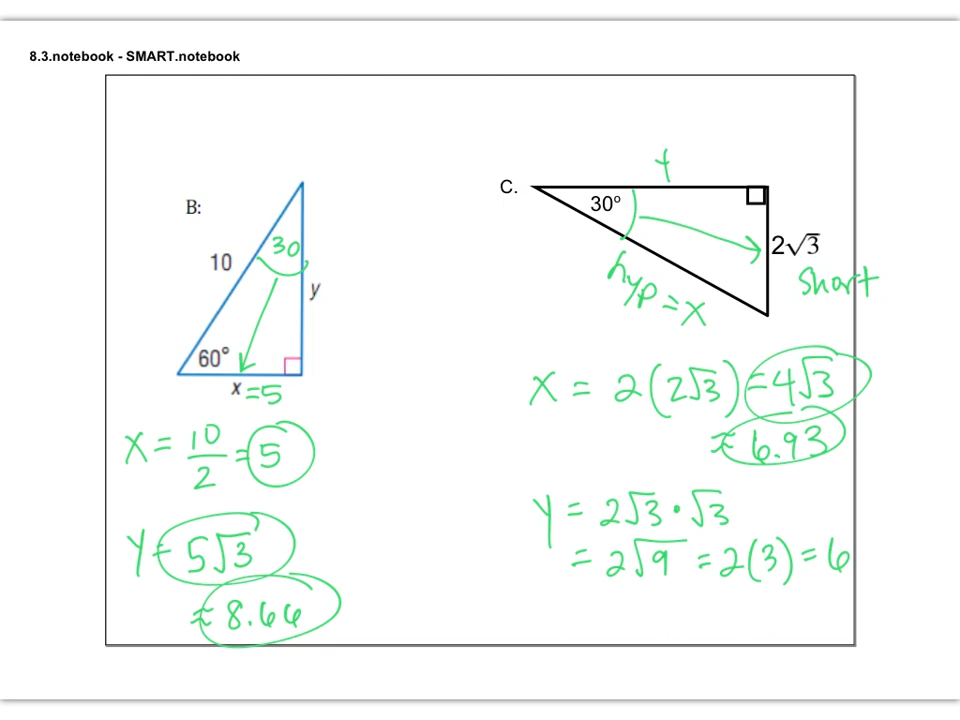 8.3.notebook - SMART.notebook
B:
10
30
y
60°
x =5
X = 10/2 = 5
Y = 5√3
≈ 8.66
C.
y
30°
2√3
short
hyp = x
X = 2(2√3) = 4√3
≈ 6.93
Y = 2√3 · √3
= 2√9 = 2(3) = 6